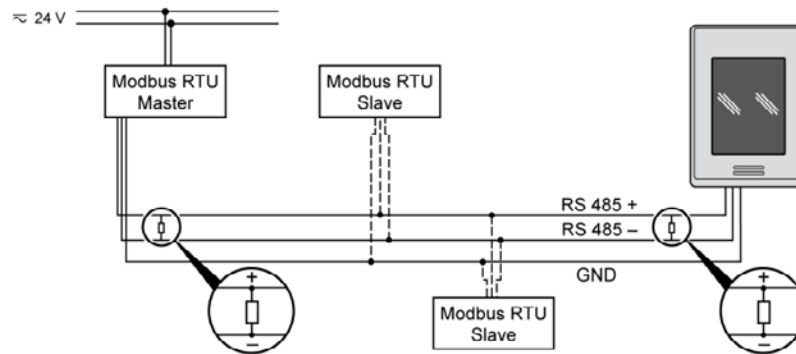 ⎓ 24 V
Modbus RTU
Master
Modbus RTU
Slave
RS 485 +
RS 485 –
GND
Modbus RTU
Slave
+
–
+
–